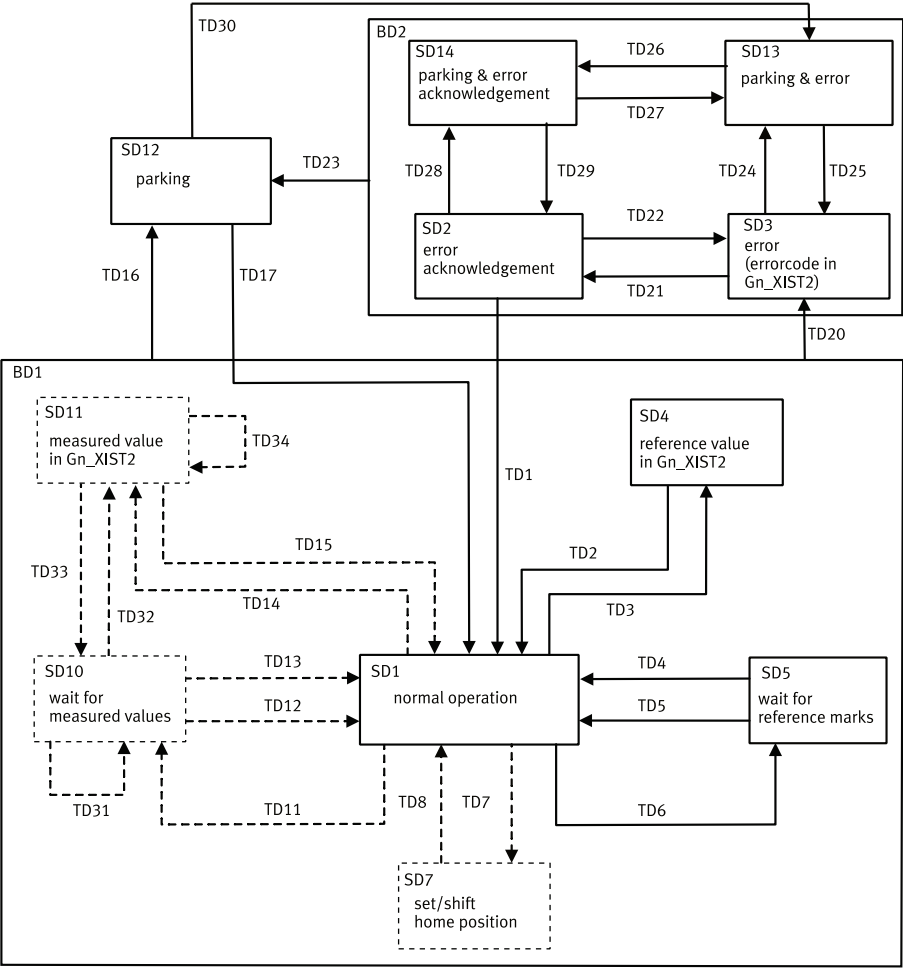 TD30
BD2
SD14
parking & error
acknowledgement
TD26
SD13
parking & error
TD27
SD12
parking
TD23
TD28
TD29
TD24
TD25
SD2
error
acknowledgement
TD22
SD3
error
(errorcode in
Gn_XIST2)
TD21
TD16
TD17
TD20
BD1
SD11
measured value
in Gn_XIST2
TD34
SD4
reference value
in Gn_XIST2
TD1
TD15
TD2
TD33
TD14
TD3
TD32
SD10
wait for
measured values
TD13
TD12
SD1
normal operation
TD4
TD5
SD5
wait for
reference marks
TD31
TD11
TD8
TD7
TD6
SD7
set/shift
home position